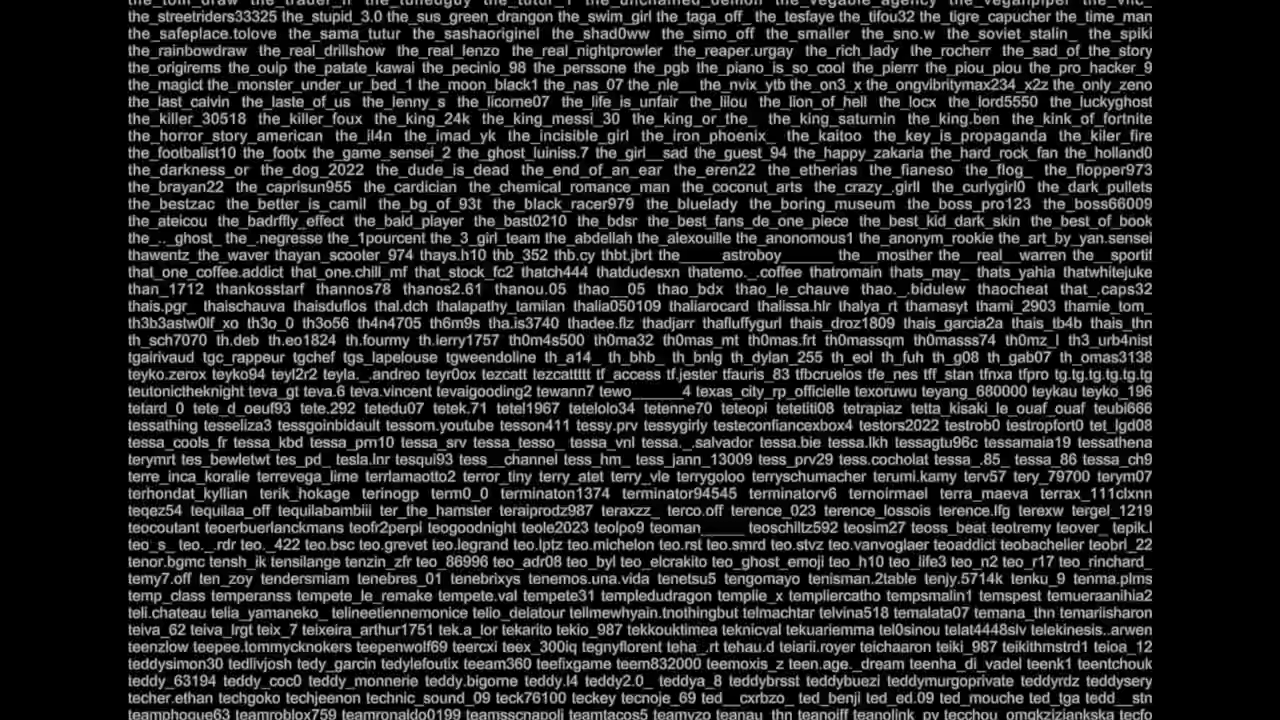 the_streetriders33325 the_stupid_3.0 the_sus_green_drangon the_swim_girl the_taga_off_ the_tesfaye the_tifou32 the_tigre_capucher the_time_man
the_safeplace.tolove the_sama_tutur the_sashaoriginel the_shad0ww the_simo_off the_smaller the_sno.w the_soviet_stalin_ the_spiki
the_rainbowdraw the_real_drillshow the_real_lenzo the_real_nightprowler the_reaper.urgay the_rich_lady the_rocherr the_sad_of_the_story
the_origirems the_ouip the_patate_kawai the_pecinio_98 the_perssone the_pgb the_piano_is_so_cool the_pierrr the_piou_piou the_pro_hacker_9
the_magict the_monster_under_ur_bed_1 the_moon_black1 the_nas_07 the_nle__ the_nvix_ytb the_on3_x the_ongvibritymax234_x2z the_only_zeno
the_last_calvin the_laste_of_us the_lenny_s the_licorne07 the_life_is_unfair the_lilou the_lion_of_hell the_locx the_lord5550 the_luckyghost
the_killer_30518 the_killer_foux the_king_24k the_king_messi_30 the_king_or_the_ the_king_saturnin the_king.ben the_kink_of_fortnite
the_horror_story_american the_il4n the_imad_yk the_incisible_girl the_iron_phoenix_ the_kaitoo the_key_is_propaganda the_kiler_fire
the_footbalist10 the_footx the_game_sensei_2 the_ghost_luiniss.7 the_girl__sad the_guest_94 the_happy_zakaria the_hard_rock_fan the_holland0
the_darkness_or the_dog_2022 the_dude_is_dead the_end_of_an_ear the_eren22 the_etherias the_fianeso the_flog_ the_flopper973
the_brayan22 the_caprisun955 the_cardician the_chemical_romance_man the_coconut_arts the_crazy_.girll the_curlygirl0 the_dark_pullets
the_bestzac the_better_is_camil the_bg_of_93t the_black_racer979 the_bluelady the_boring_museum the_boss_pro123 the_boss66009
the_ateicou the_badrffly_effect the_bald_player the_bast0210 the_bdsr the_best_fans_de_one_piece the_best_kid_dark_skin the_best_of_book
the_.._ghost_ the_.negresse the_1pourcent the_3_girl_team the_abdellah the_alexouille the_anonomous1 the_anonym_rookie the_art_by_yan.sensei
thawentz_the_waver thayan_scooter_974 thays.h10 thb_352 thb.cy thbt.jbrt the_____astroboy______ the__mosther the__real__warren the__sportif
that_one_coffee.addict that_one.chill_mf that_stock_fc2 thatch444 thatdudesxn thatemo._.coffee thatromain thats_may_ thats_yahia thatwhitejuke
than_1712 thankosstarf thannos78 thanos2.61 thanou.05 thao__05 thao_bdx thao_le_chauve thao._.bidulew thaocheat that_.caps32
thais.pgr_ thaischauva thaisduflos thal.dch thalapathy_tamilan thalia050109 thaliarocard thalissa.hlr thalya_rt thamasyt thami_2903 thamie_tom_
th3b3astw0lf_xo th3o_0 th3o56 th4n4705 th6m9s tha.is3740 thadee.flz thadjarr thafluffygurl thais_droz1809 thais_garcia2a thais_tb4b thais_thn
th_sch7070 th.deb th.eo1824 th.fourmy th.lerry1757 th0m4s500 th0ma32 th0mas_mt th0mas.frt th0massqm th0masss74 th0mz_l th3_urb4nist
tgairivaud tgc_rappeur tgchef tgs_lapelouse tgweendoline th_a14_ th_bhb_ th_bnlg th_dylan_255 th_eol th_fuh th_g08 th_gab07 th_omas3138
teyko.zerox teyko94 teyl2r2 teyla._.andreo teyr0ox tezcatt tezcattttt tf_access tf.jester tfauris_83 tfbcruelos tfe_nes tff_stan tfnxa tfpro tg.tg.tg.tg.tg.tg
teutonictheknight teva_gt teva.6 teva.vincent tevaigooding2 tewann7 tewo______4 texas_city_rp_officielle texoruwu teyang_680000 teykau teyko_196
tetard_0 tete_d_oeuf93 tete.292 tetedu07 tetek.71 tetel1967 tetelolo34 tetenne70 teteopi tetetiti08 tetrapiaz tetta_kisaki_le_ouaf_ouaf teubi666
tessathing tesseliza3 tessgoinbidault tessom.youtube tesson411 tessy.prv tessygirly testeconfiancexbox4 testors2022 testrob0 testropfort0 tet_lgd08
tessa_cools_fr tessa_kbd tessa_pm10 tessa_srv tessa_tesso_ tessa_vnl tessa._.salvador tessa.bie tessa.lkh tessagtu96c tessamaia19 tessathena
terymrt tes_bewletwt tes_pd_ tesla.lnr tesqui93 tess__channel tess_hm_ tess_jann_13009 tess_prv29 tess.cocholat tessa_.85_ tessa_86 tessa_ch9
terre_inca_koralie terrevega_lime terrlamaotto2 terror_tiny terry_atet terry_vle terrygoloo terryschumacher terumi.kamy terv57 tery_79700 terym07
terhondat_kyllian terik_hokage terinogp term0_0 terminaton1374 terminator94545 terminatorv6 ternoirmael terra_maeva terrax_111clxnn
teqez54 tequilaa_off tequilabambiii ter_the_hamster teraiprodz987 teraxzz_ terco.off terence_023 terence_lossois terence.lfg terexw tergel_1219
teocoutant teoerbuerlanckmans teofr2perpi teogoodnight teole2023 teolpo9 teoman______ teoschiltz592 teosim27 teoss_beat teotremy teover_ tepik.l
teo_s_ teo._.rdr teo._422 teo.bsc teo.grevet teo.legrand teo.lptz teo.michelon teo.rst teo.smrd teo.stvz teo.vanvoglaer teoaddict teobachelier teobrl_22
tenor.bgmc tensh_ik tensilange tenzin_zfr teo_86996 teo_adr08 teo_byl teo_elcrakito teo_ghost_emoji teo_h10 teo_life3 teo_n2 teo_r17 teo_rinchard_
temy7.off ten_zoy tendersmiam tenebres_01 tenebrixys tenemos.una.vida tenetsu5 tengomayo tenisman.2table tenjy.5714k tenku_9 tenma.plms
temp_class temperanss tempete_le_remake tempete.val tempete31 templedudragon templie_x templiercatho tempsmalin1 temspest temueraanihia2
teli.chateau telia_yamaneko_ telineetiennemonice telio_delatour tellmewhyain.tnothingbut telmachtar telvina518 temalata07 temana_thn temariisharon
teiva_62 teiva_lrgt teix_7 teixeira_arthur1751 tek.a_lor tekarito tekio_987 tekkouktimea teknicval tekuariemma tel0sinou telat4448slv telekinesis..arwen
teenzlow teepee.tommycknokers teepenwolf69 teercxi teex_300iq tegnyflorent teha_.rt tehau.d teiarii.royer teichaaron teiki_987 teikithmstrd1 teioa_12
teddysimon30 tedlivjosh tedy_garcin tedylefoutix teeam360 teefixgame teem832000 teemoxis_z teen.age._.dream teenha_di_vadel teenk1 teentchouk
teddy_63194 teddy_coc0 teddy_monnerie teddy.bigorne teddy.l4 teddy2.0_ teddya_8 teddybrsst teddybuezi teddymurgoprivate teddyrdz teddysery
techer.ethan techgoko techjeenon technic_sound_09 teck76100 teckey tecnoje_69 ted__cxrbzo_ ted_benji ted_ed.09 ted_mouche ted_tga tedd__stn